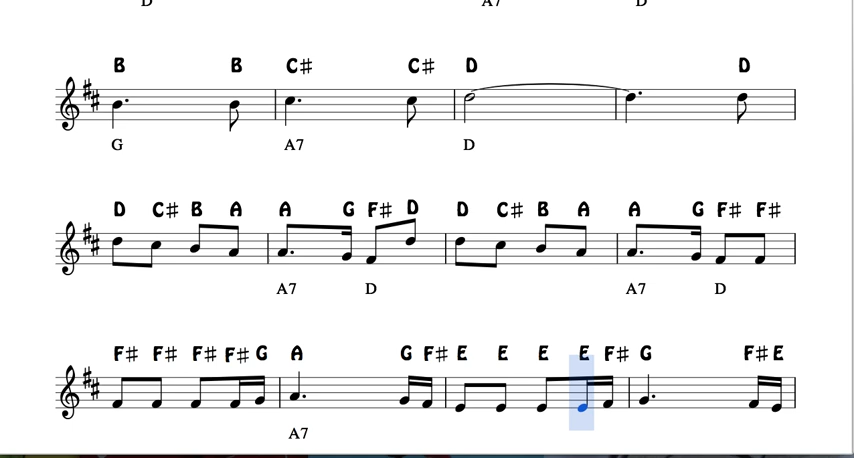 D A7 D
B B C♯ C♯ D D
G A7 D
D C♯ B A A G F♯ D D C♯ B A A G F♯ F♯
A7 D A7 D
F♯ F♯ F♯ F♯ G A G F♯ E E E E F♯ G F♯ E
A7